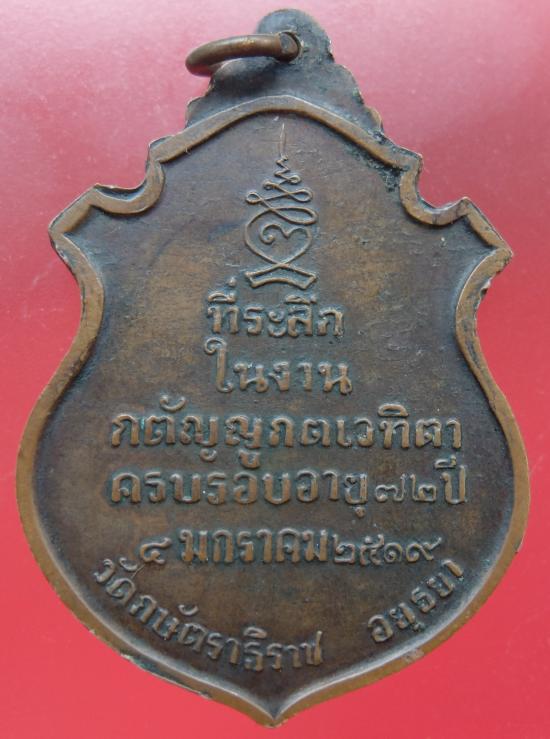 ที่ระลึก
ในงาน
กตัญญูกตเวทิตา
ครบรอบอายุ๗๒ปี
๔ มกราคม๒๕๑๙
วัดกษัตราธิราช อยุธยา